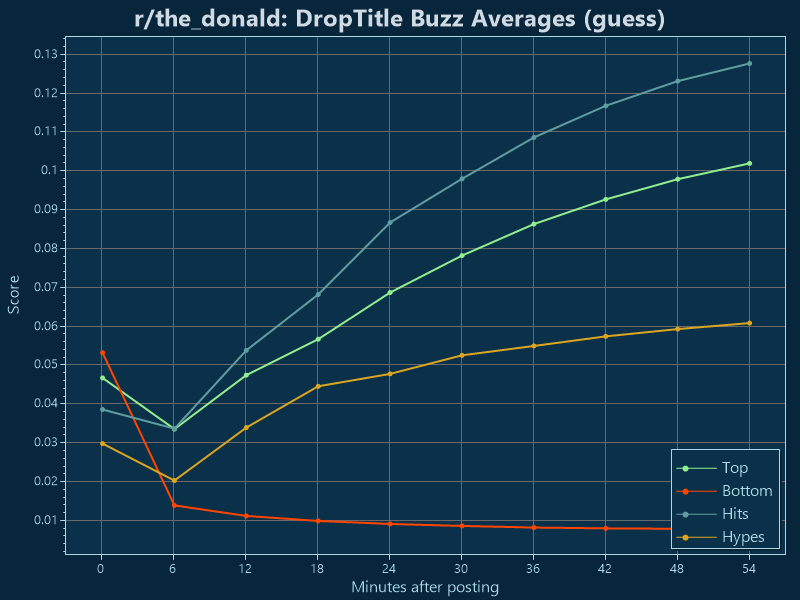 r/the_donald: DropTitle Buzz Averages (guess)
0.13
0.12
0.11
0.1
0.09
0.08
0.07
0.06
0.05
0.04
0.03
0.02
0.01
Score
Top
Bottom
Hits
Hypes
0 6 12 18 24 30 36 42 48 54
Minutes after posting